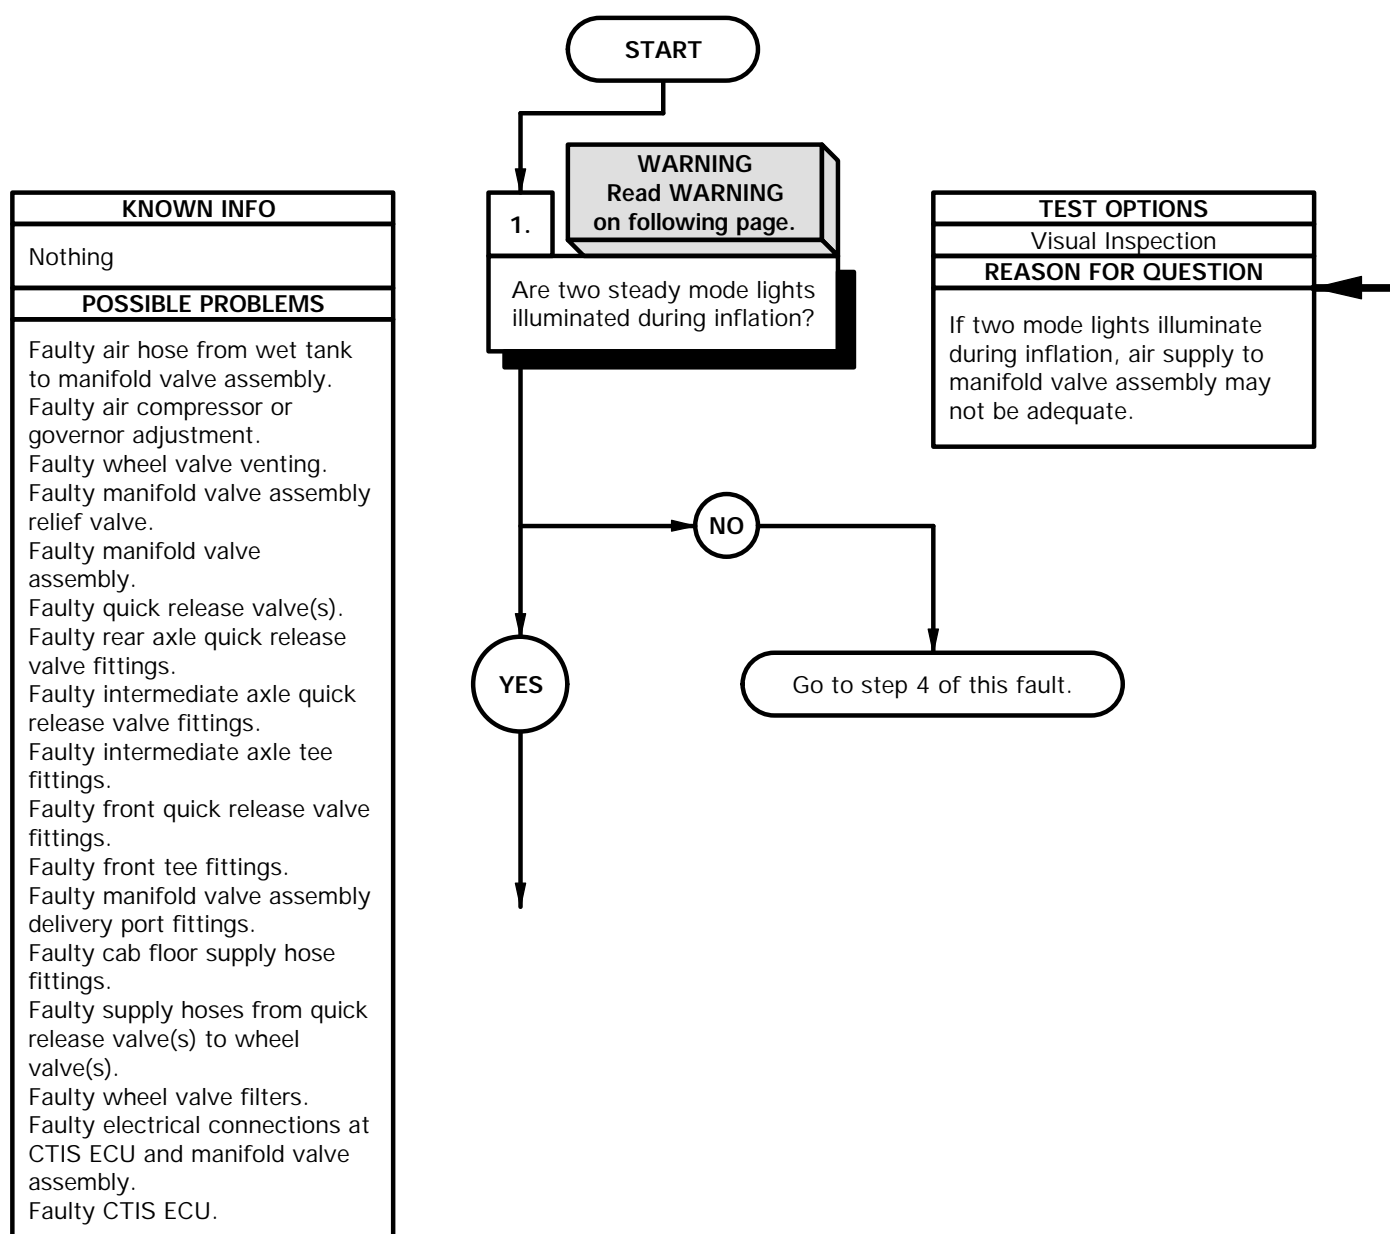 START
WARNING
Read WARNING
on following page.
1.
Are two steady mode lights
illuminated during inflation?
KNOWN INFO
Nothing
POSSIBLE PROBLEMS
Faulty air hose from wet tank
to manifold valve assembly.
Faulty air compressor or
governor adjustment.
Faulty wheel valve venting.
Faulty manifold valve assembly
relief valve.
Faulty manifold valve
assembly.
Faulty quick release valve(s).
Faulty rear axle quick release
valve fittings.
Faulty intermediate axle quick
release valve fittings.
Faulty intermediate axle tee
fittings.
Faulty front quick release valve
fittings.
Faulty front tee fittings.
Faulty manifold valve assembly
delivery port fittings.
Faulty cab floor supply hose
fittings.
Faulty supply hoses from quick
release valve(s) to wheel
valve(s).
Faulty wheel valve filters.
Faulty electrical connections at
CTIS ECU and manifold valve
assembly.
Faulty CTIS ECU.
TEST OPTIONS
Visual Inspection
REASON FOR QUESTION
If two mode lights illuminate
during inflation, air supply to
manifold valve assembly may
not be adequate.
NO
YES
Go to step 4 of this fault.